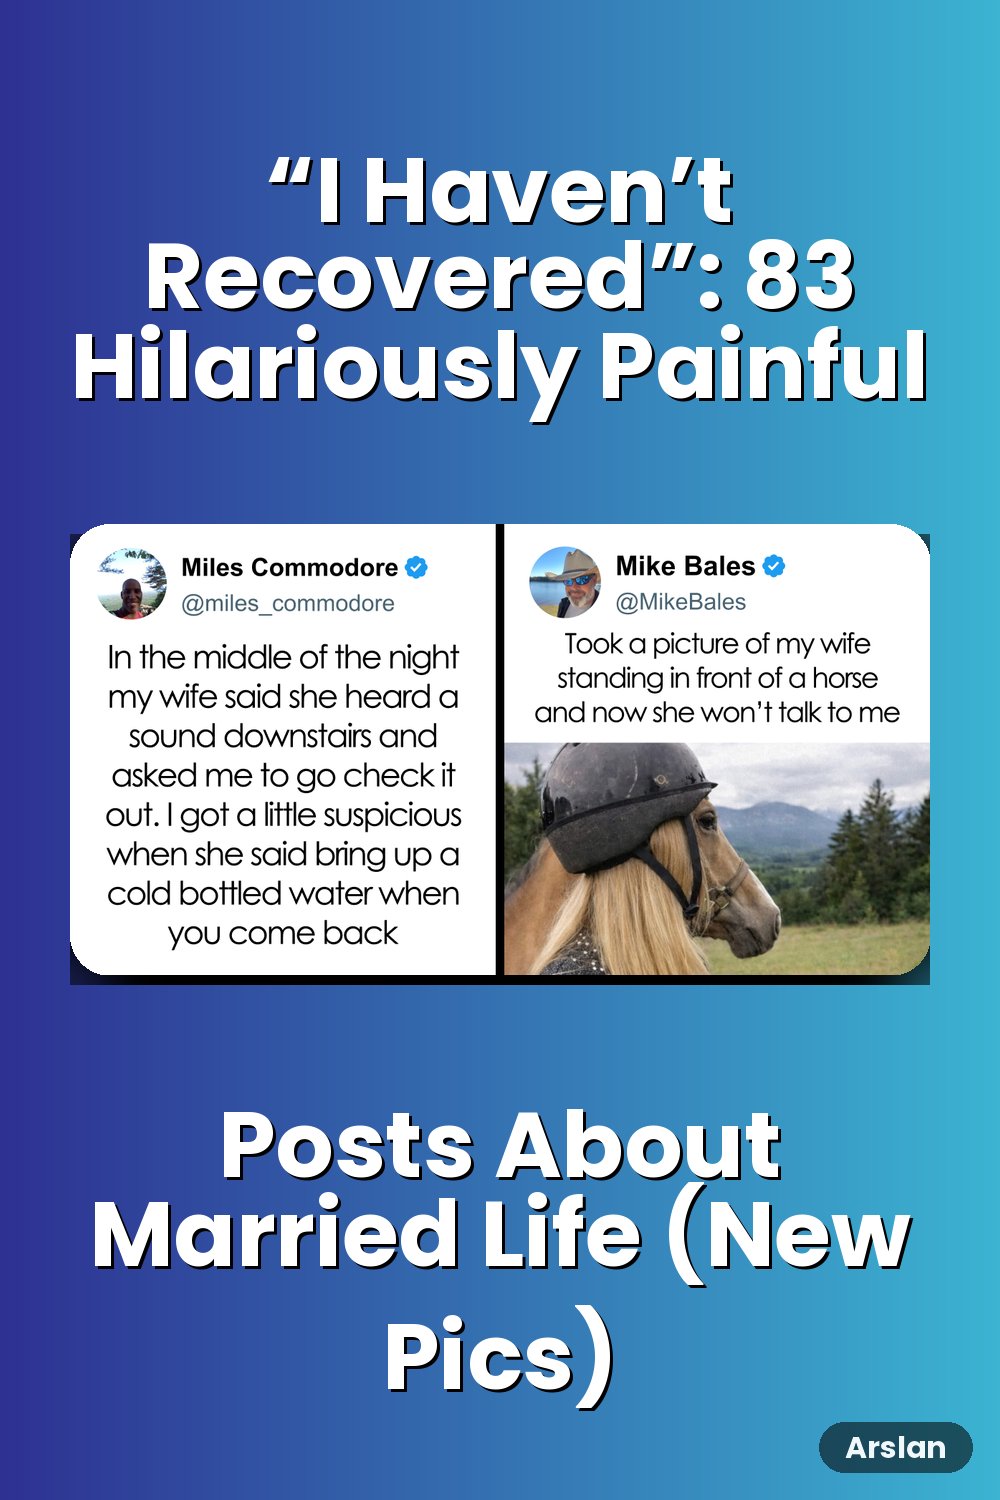 “I Haven’t
Recovered”: 83
Hilariously Painful
Miles Commodore
@miles_commodore
In the middle of the night
my wife said she heard a
sound downstairs and
asked me to go check it
out. I got a little suspicious
when she said bring up a
cold bottled water when
you come back
Mike Bales
@MikeBales
Took a picture of my wife
standing in front of a horse
and now she won’t talk to me
Posts About
Married Life (New
Pics)
Arslan